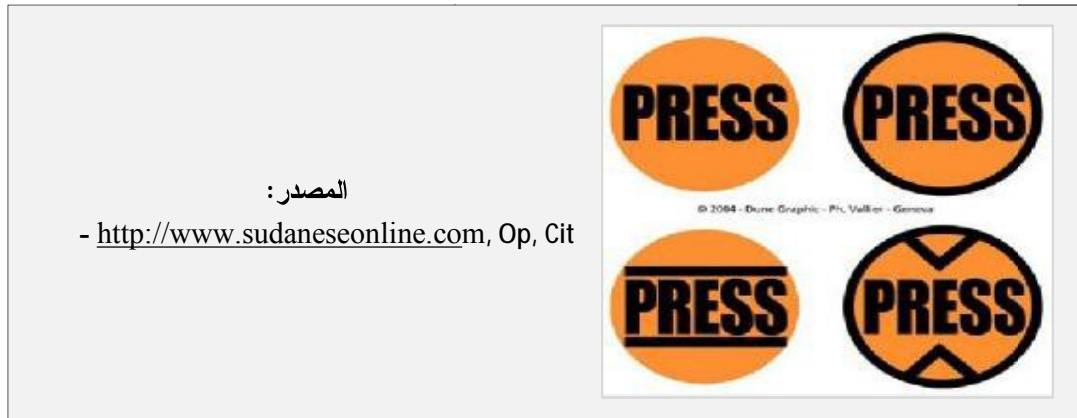 المصدر:
- http://www.sudaneseonline.com, Op, Cit
PRESS PRESS
© 2004 - Dune Graphic - Ph. Vallier - Geneva
PRESS PRESS